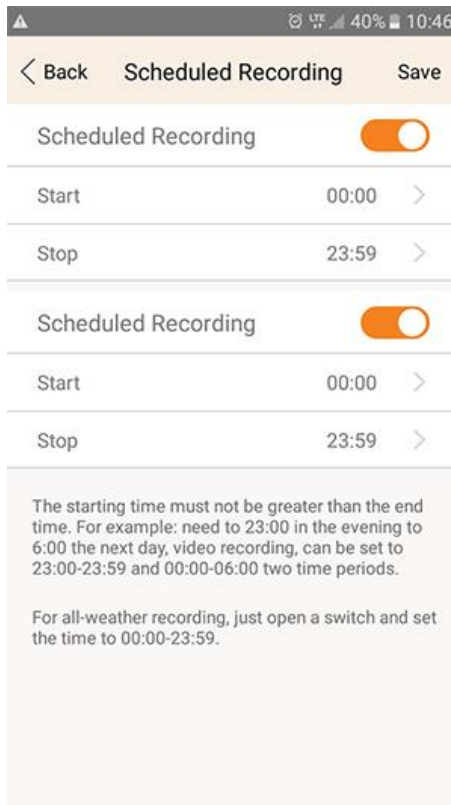 LTE 40% 10:46
Back Scheduled Recording Save
Scheduled Recording
Start 00:00
Stop 23:59
Scheduled Recording
Start 00:00
Stop 23:59
The starting time must not be greater than the end
time. For example: need to 23:00 in the evening to
6:00 the next day, video recording, can be set to
23:00-23:59 and 00:00-06:00 two time periods.
For all-weather recording, just open a switch and set
the time to 00:00-23:59.